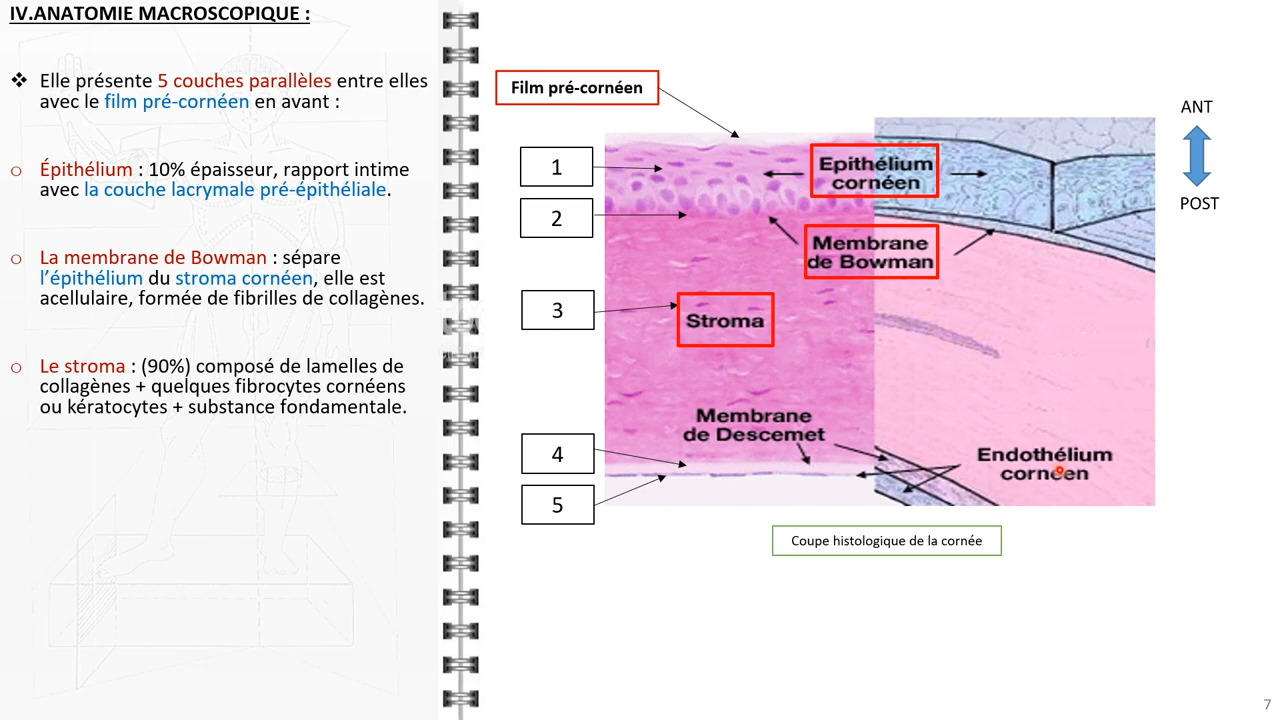 IV.ANATOMIE MACROSCOPIQUE :
❖ Elle présente 5 couches parallèles entre elles
avec le film pré-cornéen en avant :
o Épithélium : 10% épaisseur, rapport intime
avec la couche lacrymale pré-épithéliale.
o La membrane de Bowman : sépare
l’épithélium du stroma cornéen, elle est
acellulaire, formée de fibrilles de collagènes.
o Le stroma : (90%) composé de lamelles de
collagènes + quelques fibrocytes cornéens
ou kératocytes + substance fondamentale.
Film pré-cornéen
ANT
POST
1
Epithélium
cornéen
2
Membrane
de Bowman
3
Stroma
Membrane
de Descemet
4
Endothélium
cornéen
5
Coupe histologique de la cornée
7